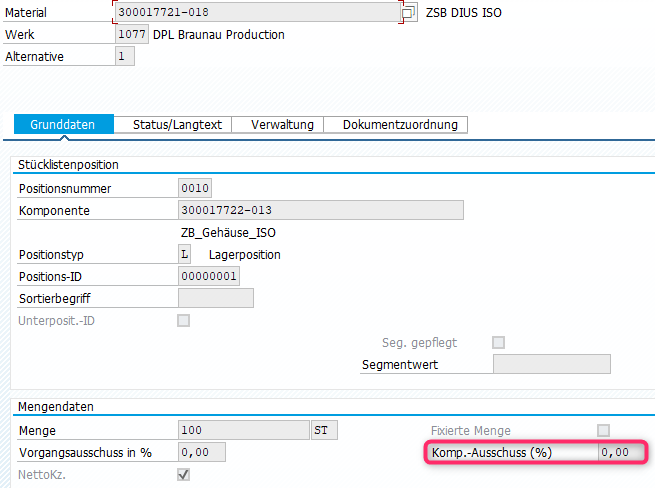 Material 300017721-018 ZSB DIUS ISO
Werk 1077 DPL Braunau Production
Alternative 1
Grunddaten Status/Langtext Verwaltung Dokumentzuordnung
Stücklistenposition
Positionsnummer 0010
Komponente 300017722-013
ZB_Gehäuse_ISO
Positionstyp L Lagerposition
Positions-ID 00000001
Sortierbegriff
Unterposit.-ID
Seg. gepflegt
Segmentwert
Mengendaten
Menge 100 ST Fixierte Menge
Vorgangsausschuss in % 0,00 Komp.-Ausschuss (%) 0,00
NettoKz.